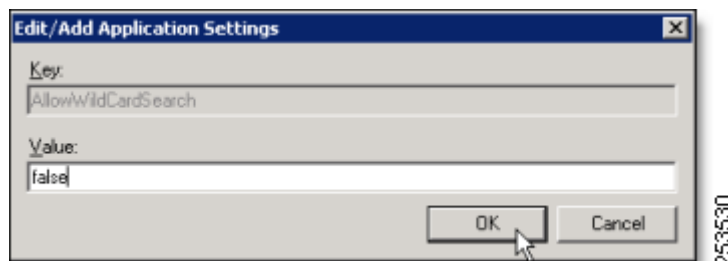 Edit/Add Application Settings
Key:
AllowWildCardSearch
Value:
false
OK Cancel
253530